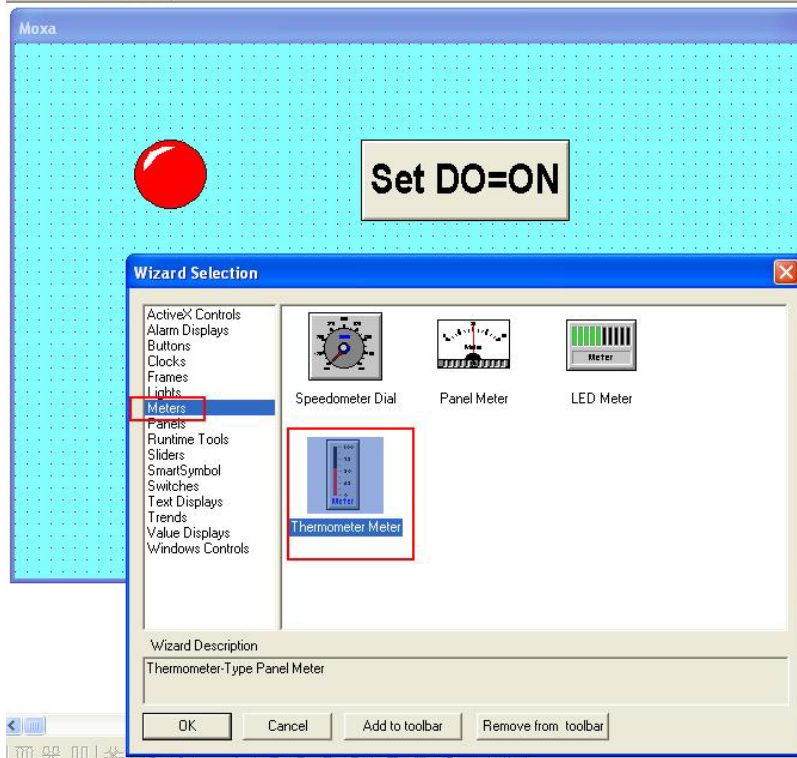 Moxa
Set DO=ON
Wizard Selection
ActiveX Controls
Alarm Displays
Buttons
Clocks
Frames
Lights
Meters
Panels
Runtime Tools
Sliders
SmartSymbol
Switches
Text Displays
Trends
Value Displays
Windows Controls
Speedometer Dial
Meter
Panel Meter
Meter
LED Meter
Meter
Thermometer Meter
Wizard Description
Thermometer-Type Panel Meter
OK
Cancel
Add to toolbar
Remove from toolbar